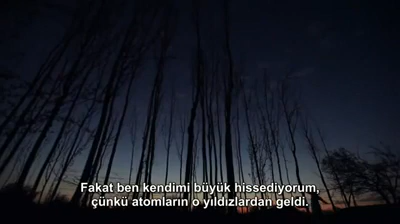 Fakat ben kendimi büyük hissediyorum,
çünkü atomların o yıldızlardan geldi.